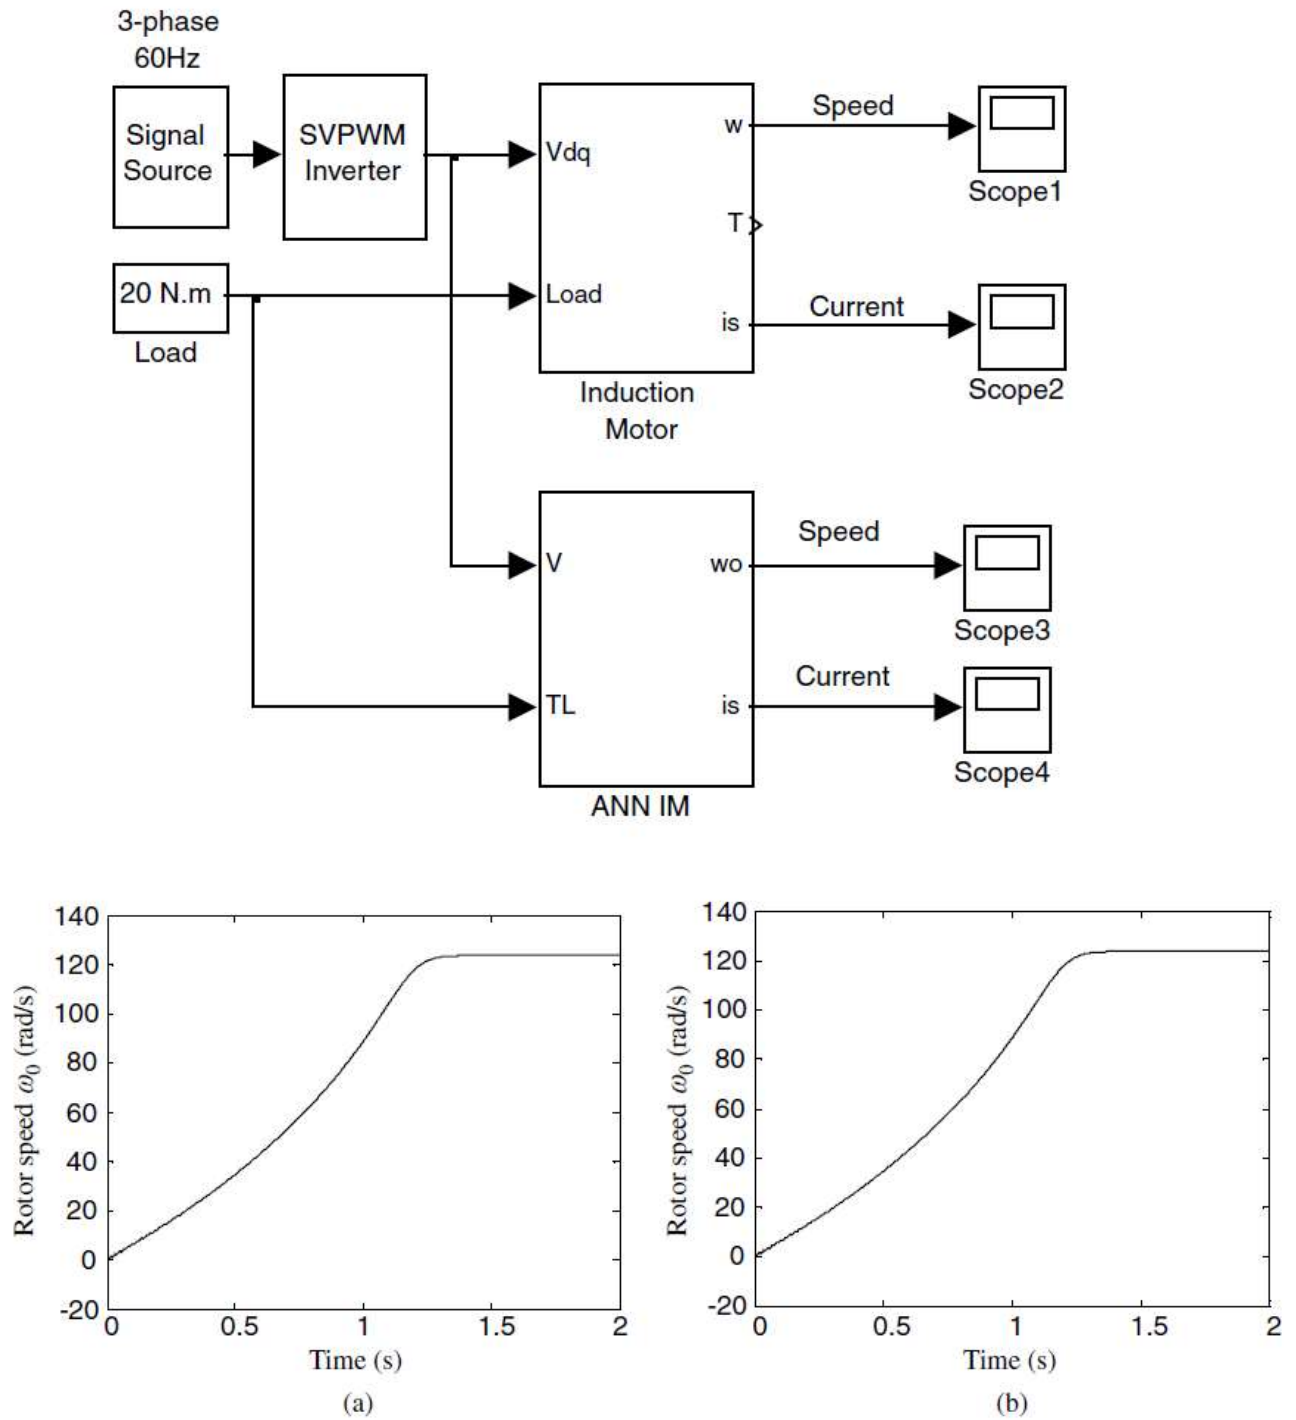 3-phase
60Hz
Signal
Source
SVPWM
Inverter
Vdq
w
Speed
Scope1
T
20 N.m
Load
Load
is
Current
Scope2
Induction
Motor
V
wo
Speed
Scope3
TL
is
Current
Scope4
ANN IM
140
120
100
80
60
40
20
0
-20
Rotor speed ω0 (rad/s)
0 0.5 1 1.5 2
Time (s)
(a)
140
120
100
80
60
40
20
0
-20
Rotor speed ω0 (rad/s)
0 0.5 1 1.5 2
Time (s)
(b)